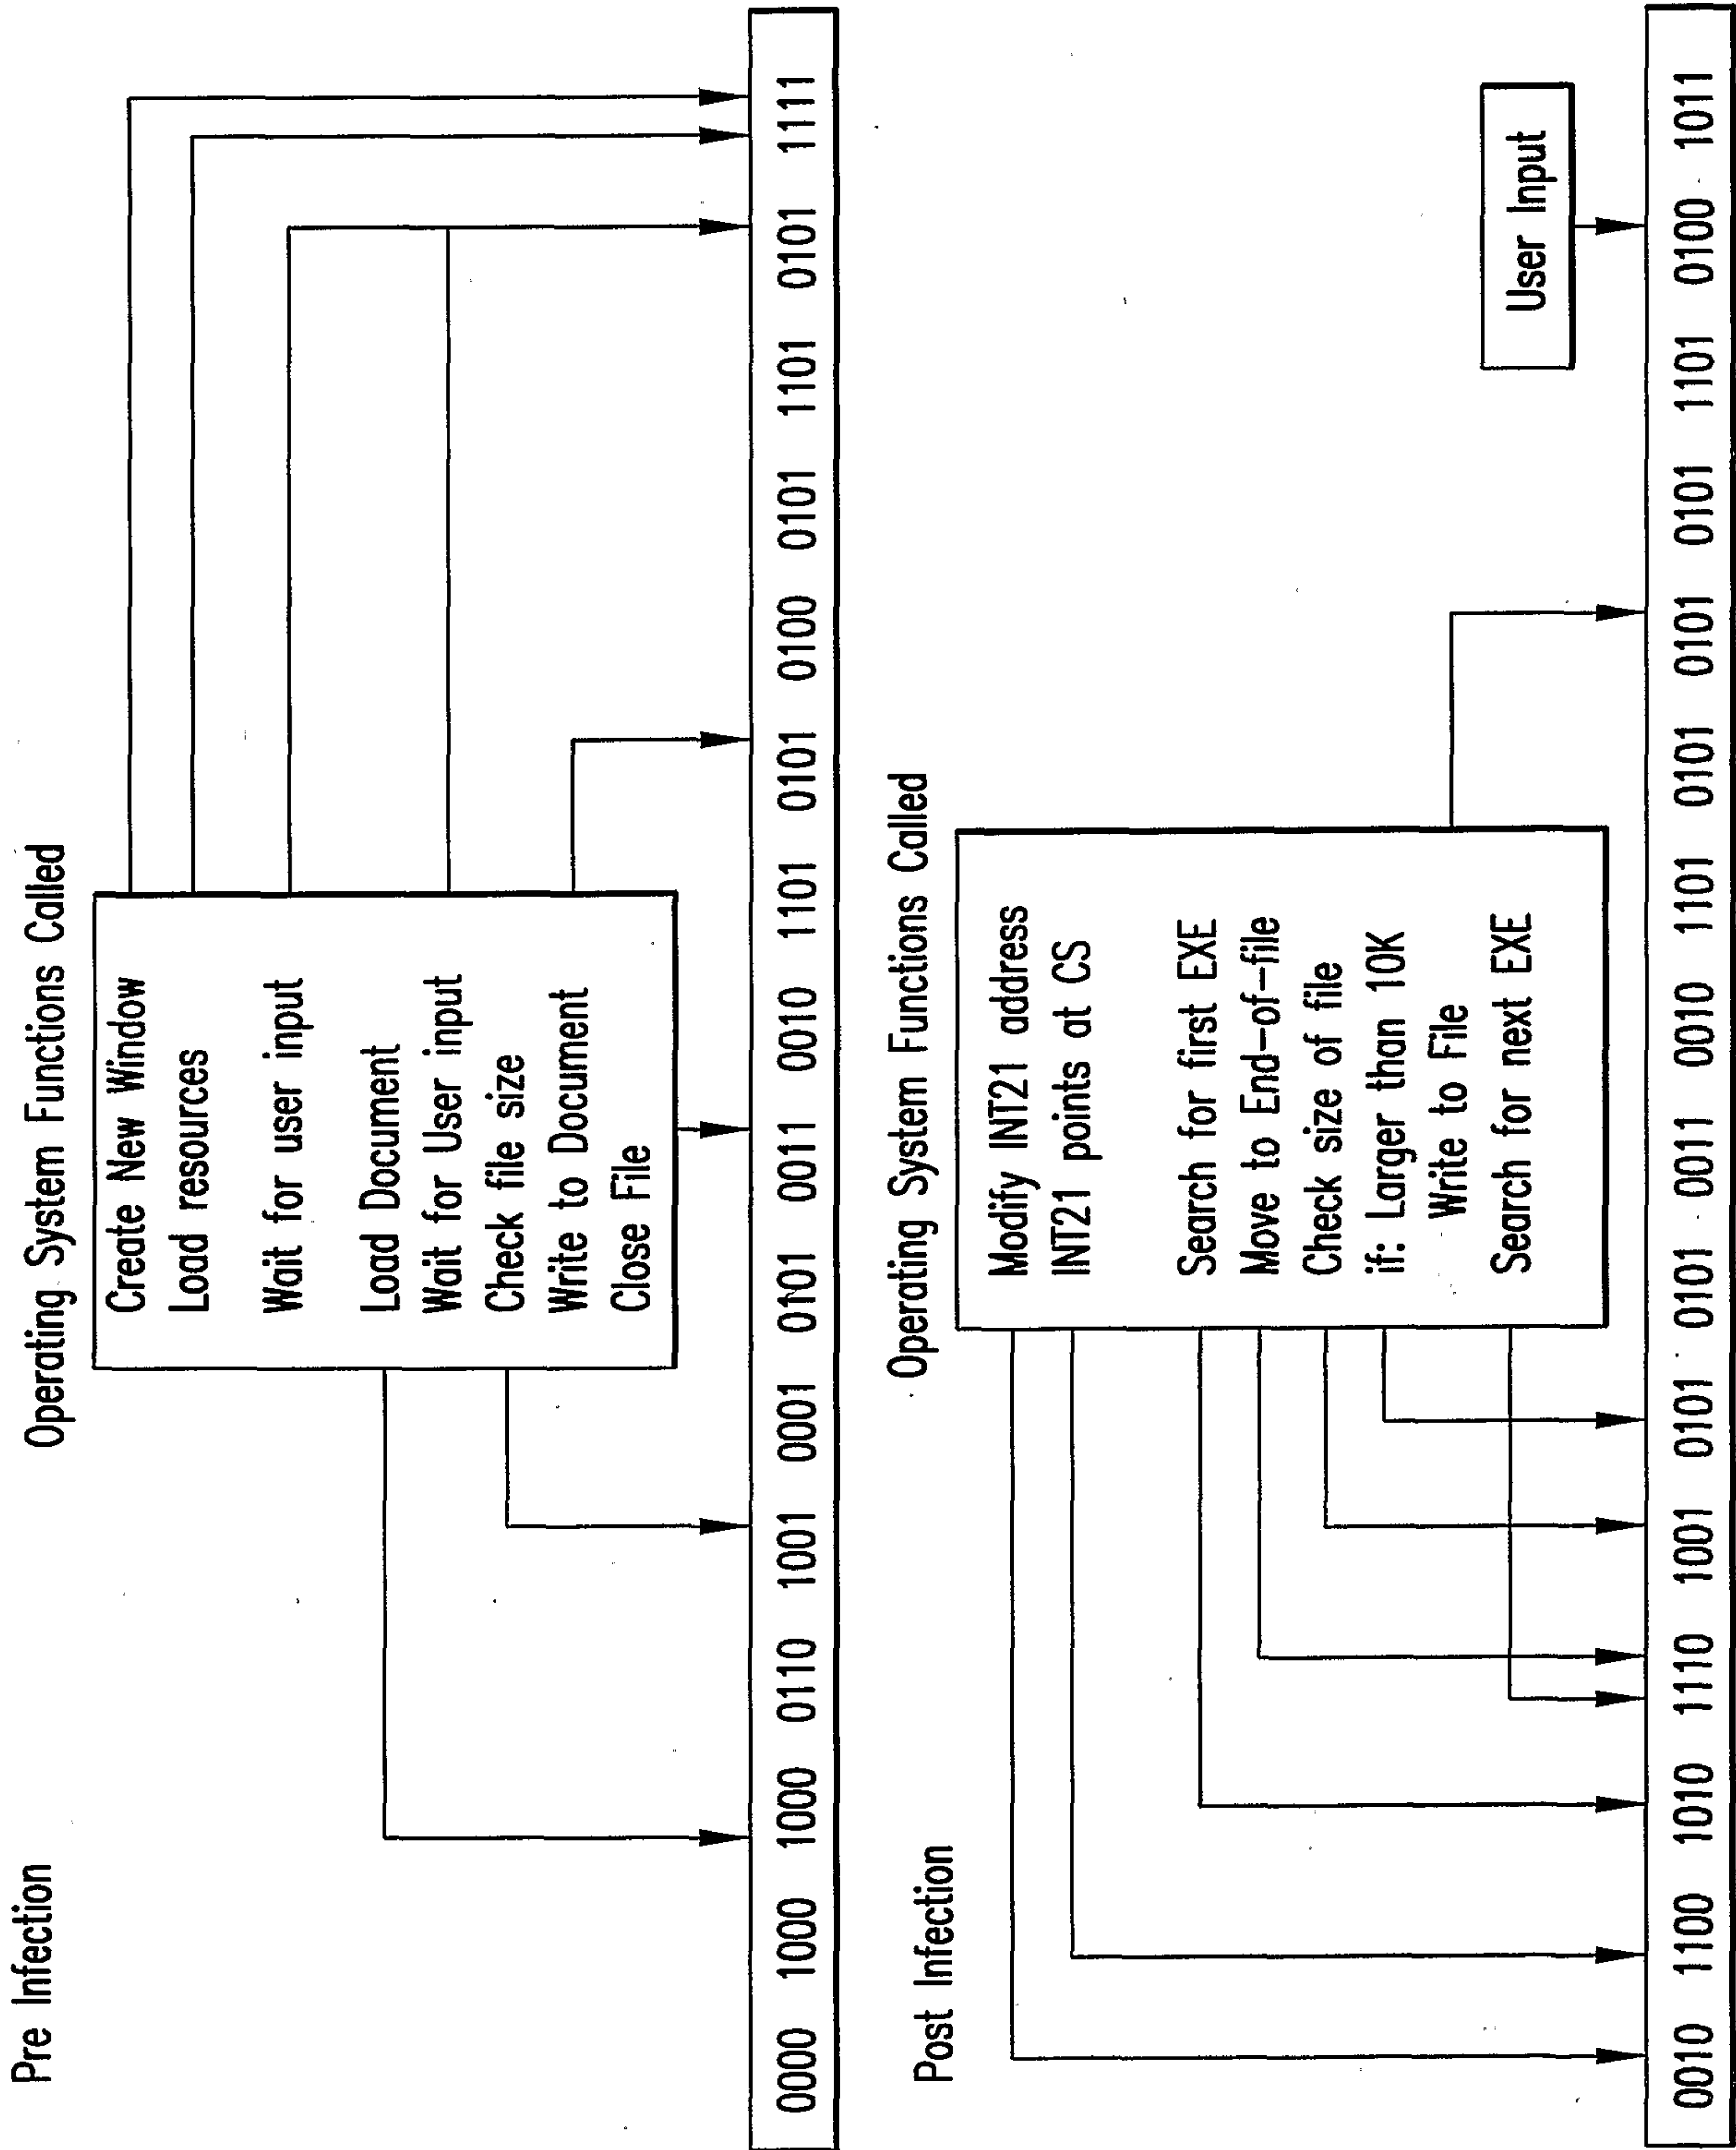 Pre Infection
Operating System Functions Called
Create New Window
Load resources
Wait for user input
Load Document
Wait for User input
Check file size
Write to Document
Close File
0000 1000 1000 0110 1001 0001 0101 0011 0010 1101 0101 0100 0101 1101 0101 1111
Post Infection
Operating System Functions Called
Modify INT21 address
INT21 points at CS
Search for first EXE
Move to End-of-file
Check size of file
if: Larger than 10K
Write to File
Search for next EXE
User Input
0010 1100 1010 1110 1001 0101 0101 0011 0010 1101 0101 0101 0101 1101 0100 1011